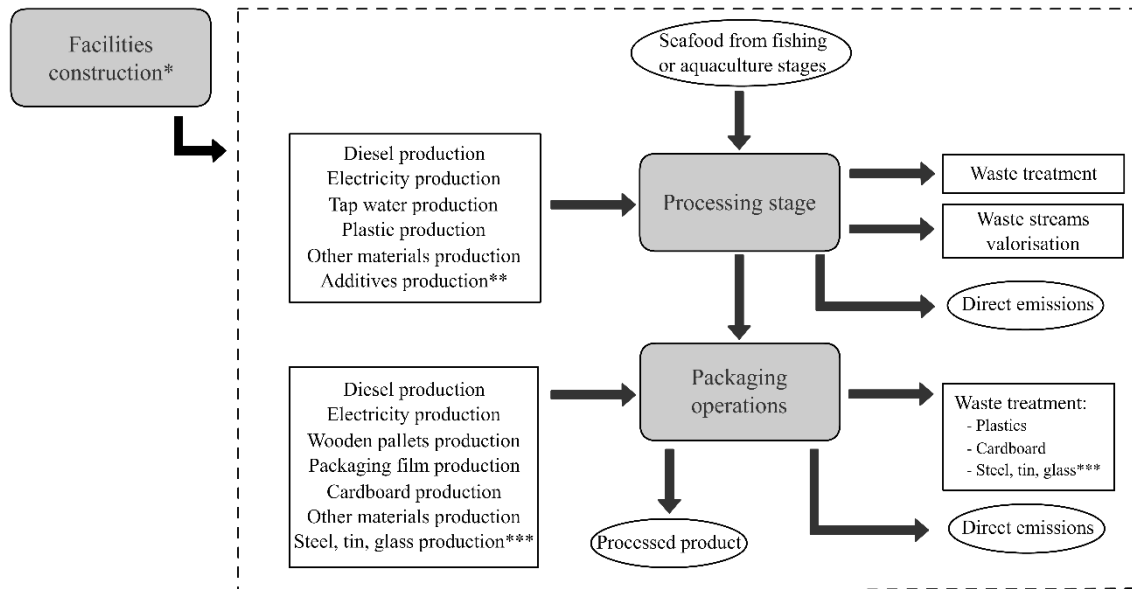 Facilities
construction*
Seafood from fishing
or aquaculture stages
Diesel production
Electricity production
Tap water production
Plastic production
Other materials production
Additives production**
Processing stage
Waste treatment
Waste streams
valorisation
Direct emissions
Diesel production
Electricity production
Wooden pallets production
Packaging film production
Cardboard production
Other materials production
Steel, tin, glass production***
Packaging
operations
Waste treatment:
- Plastics
- Cardboard
- Steel, tin, glass***
Processed product
Direct emissions